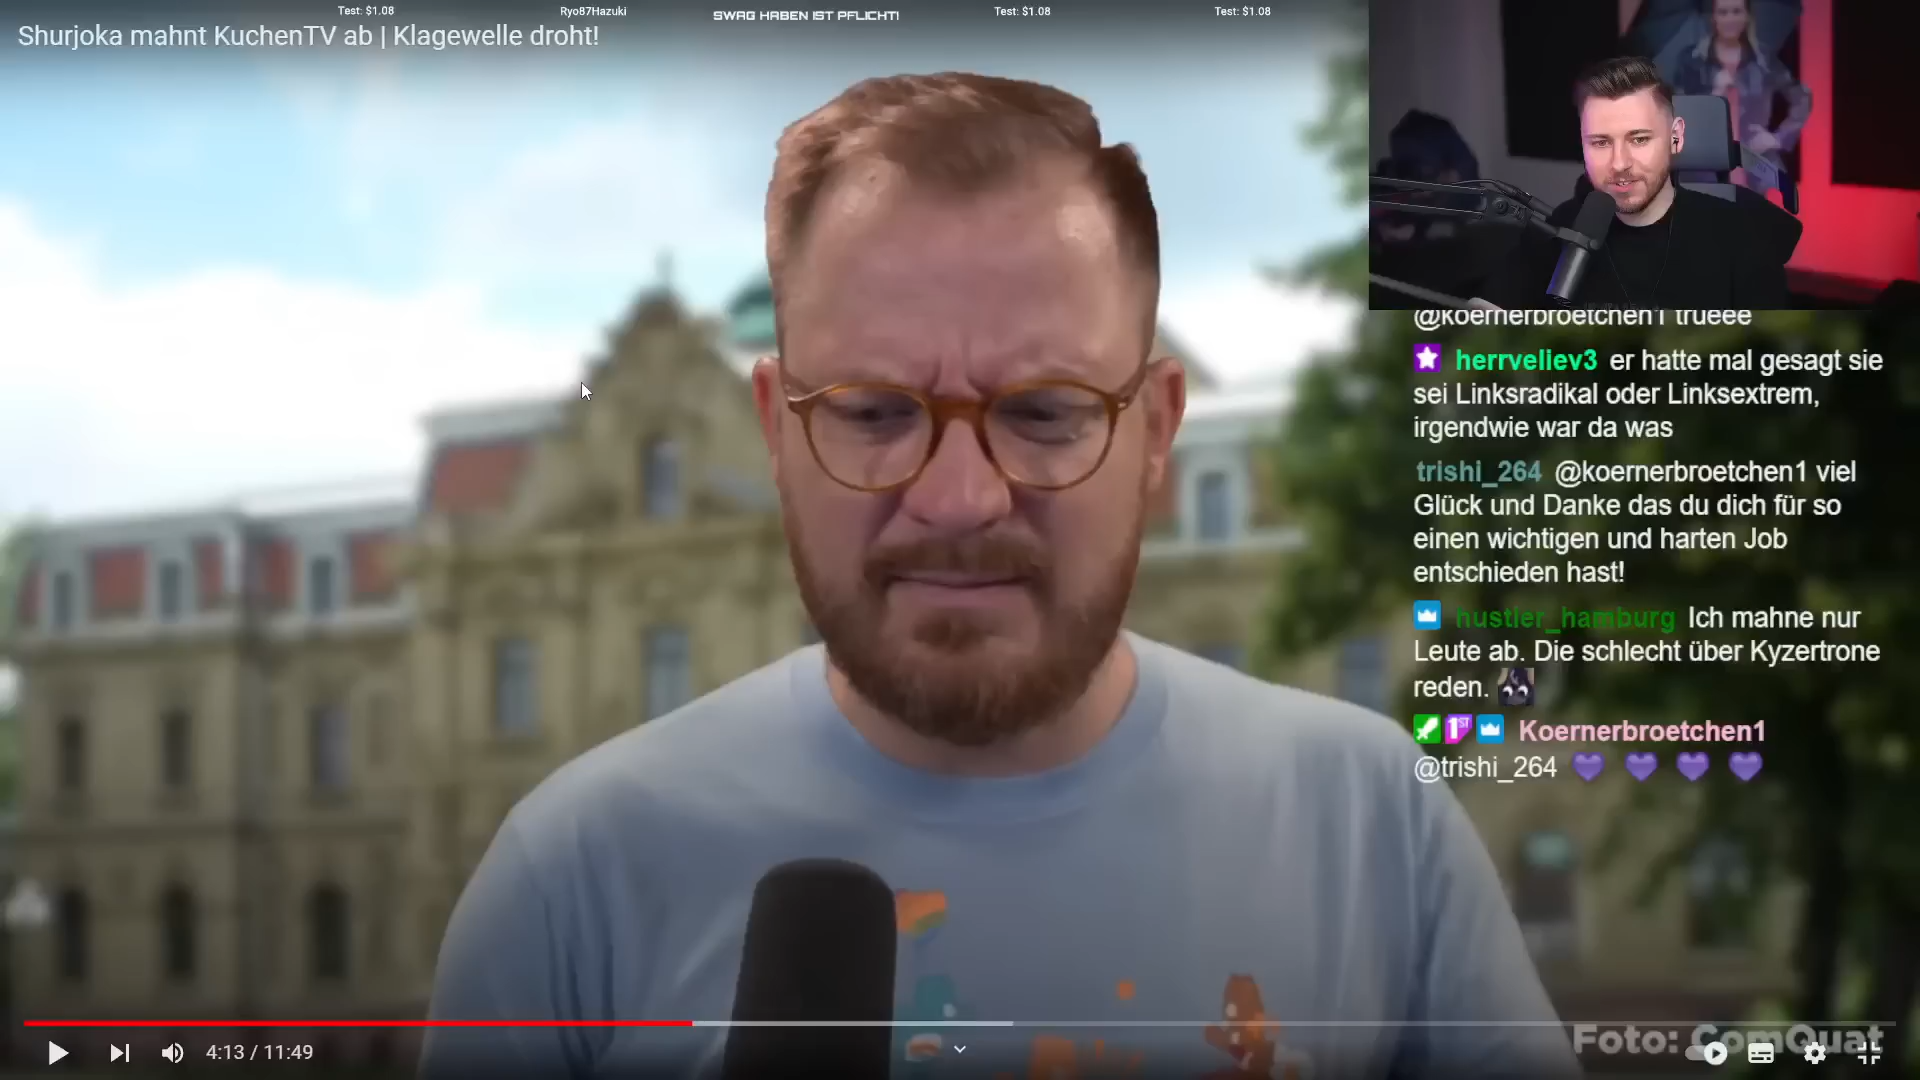 Test: $1.08
Ryo87Hazuki
SWAG HABEN IST PFLICHT!
Test: $1.08
Test: $1.08
Shurjoka mahnt KuchenTV ab | Klagewelle droht!
@koernerbroetchen1 trueee
herrveliev3 er hatte mal gesagt sie
sei Linksradikal oder Linksextrem,
irgendwie war da was
trishi_264 @koernerbroetchen1 viel
Glück und Danke das du dich für so
einen wichtigen und harten Job
entschieden hast!
hustler_hamburg Ich mahne nur
Leute ab. Die schlecht über Kyzertrone
reden.
1ST Koernerbroetchen1
@trishi_264 💜 💜 💜 💜
Foto: ComQuat
4:13 / 11:49